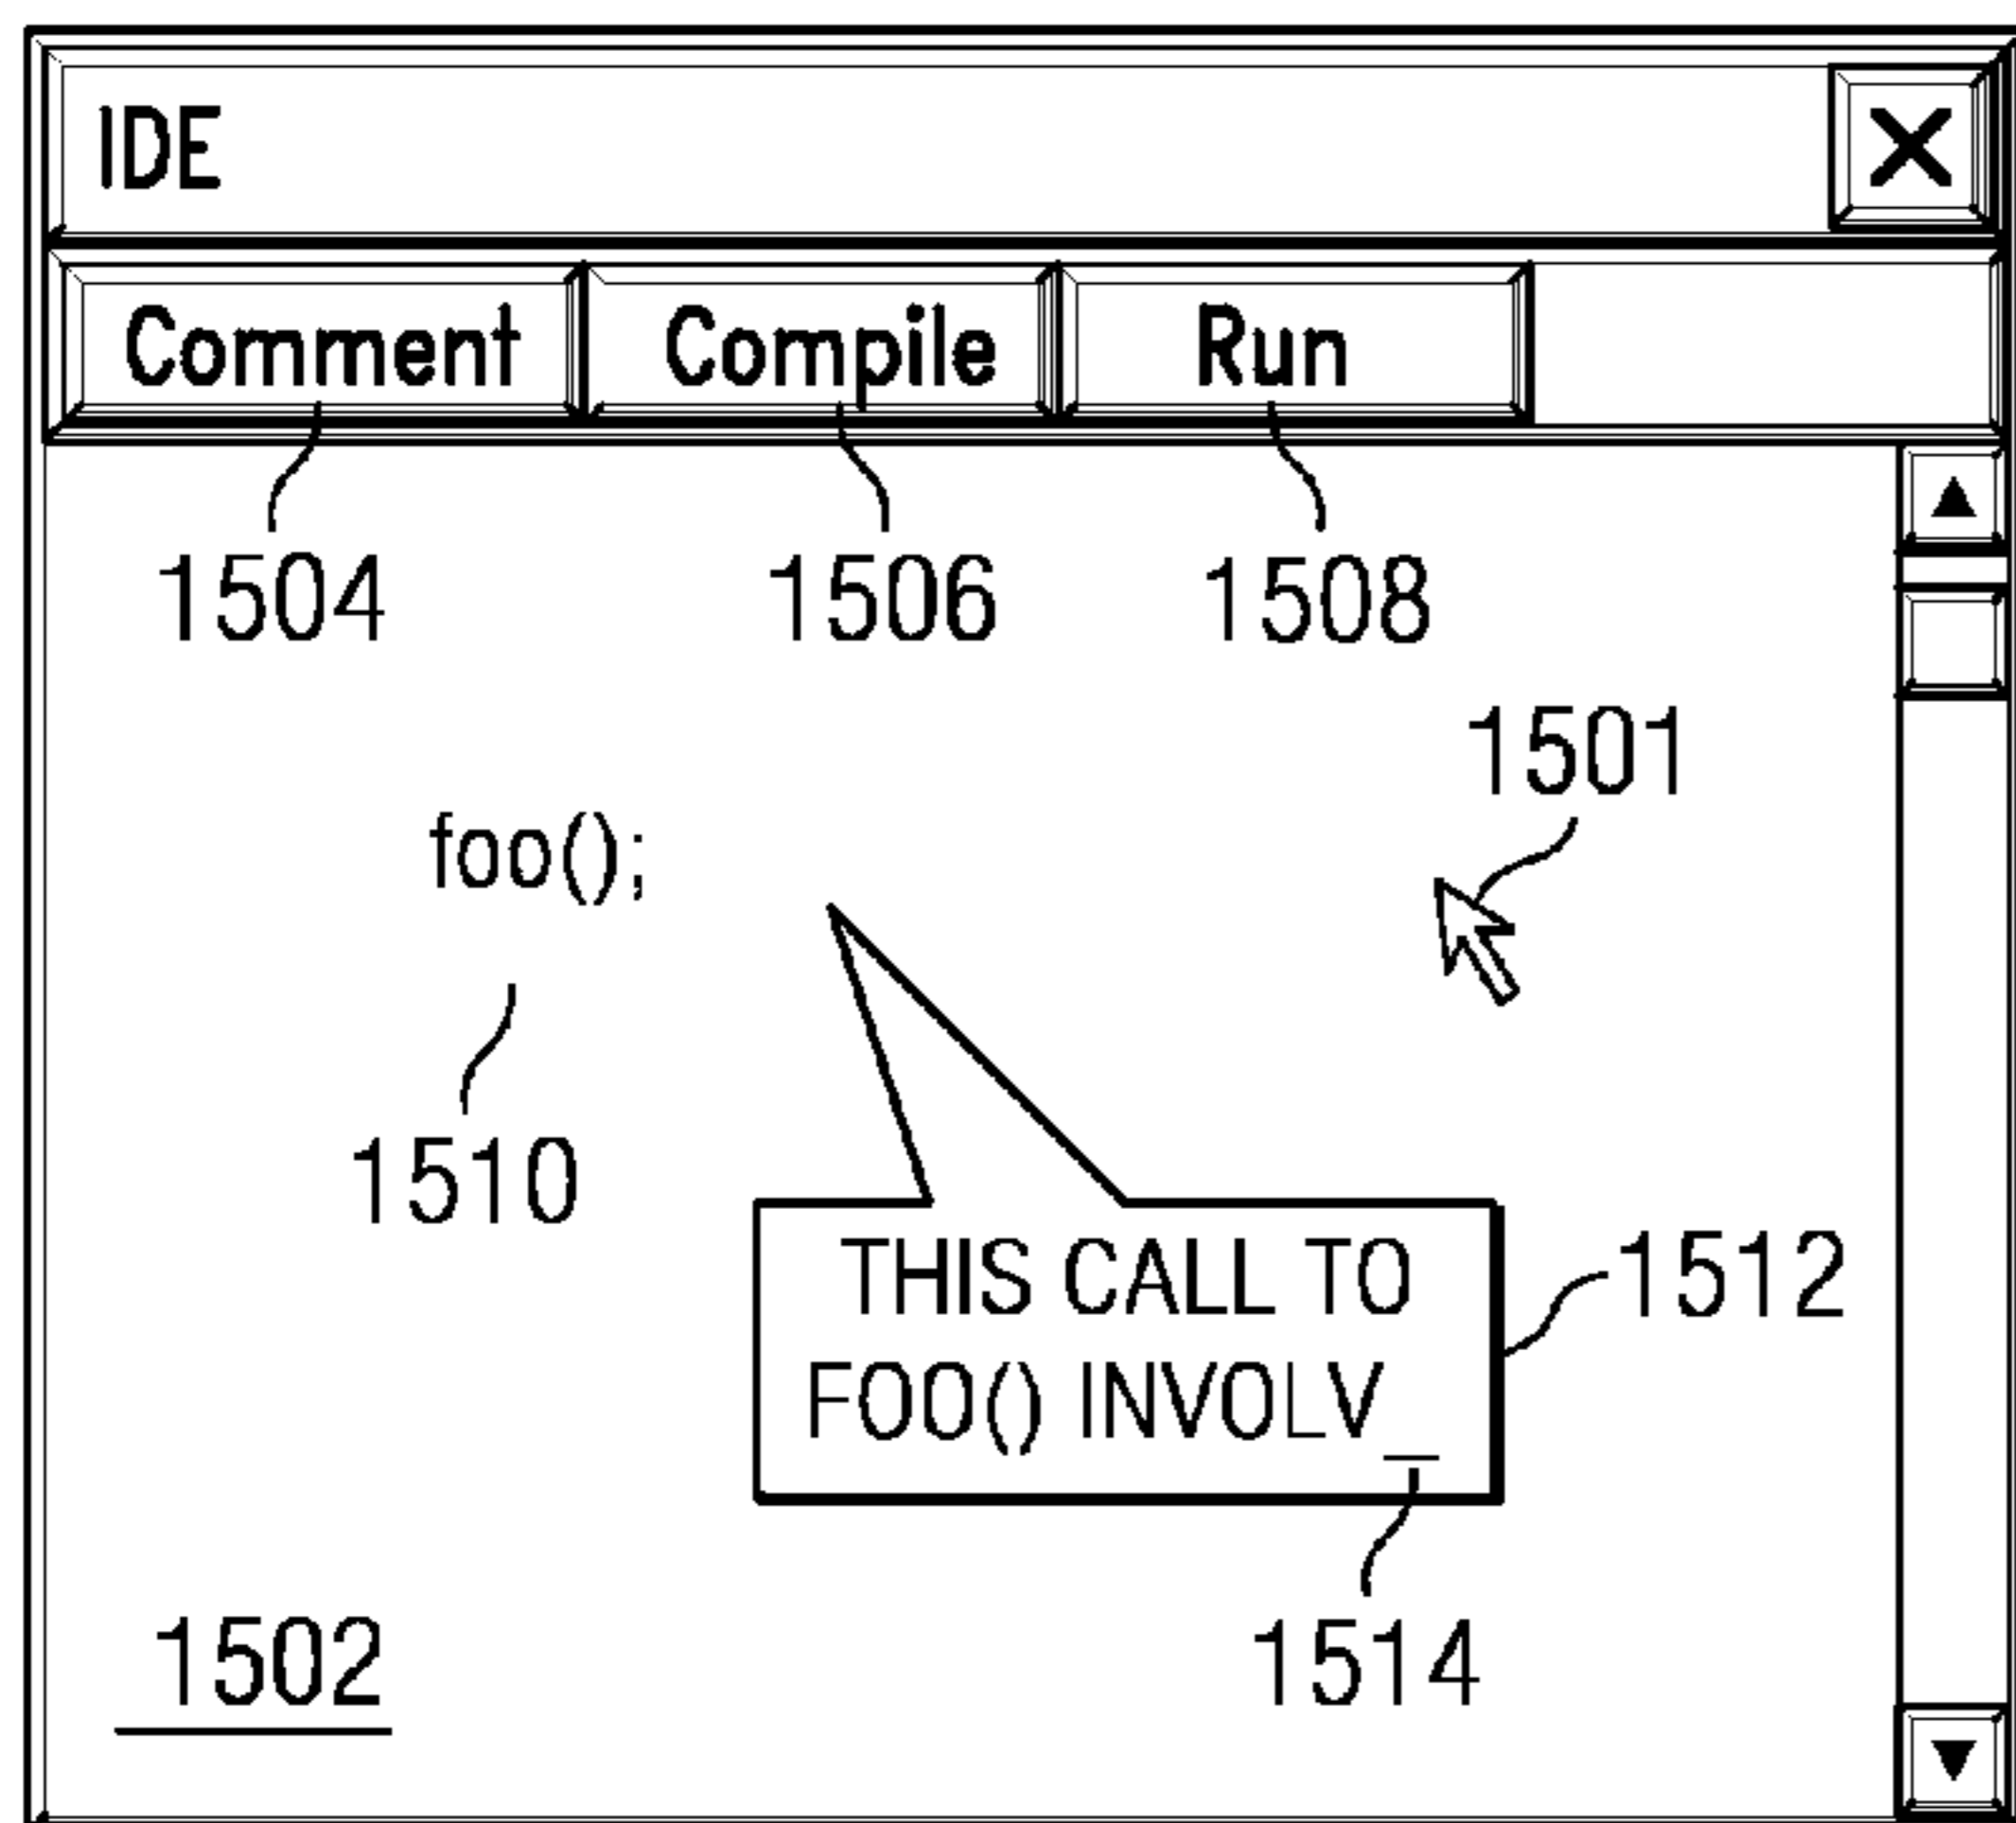 IDE
Comment Compile Run
1504 1506 1508
1501
foo();
1510
THIS CALL TO
FOO() INVOLV_
1512
1514
1502